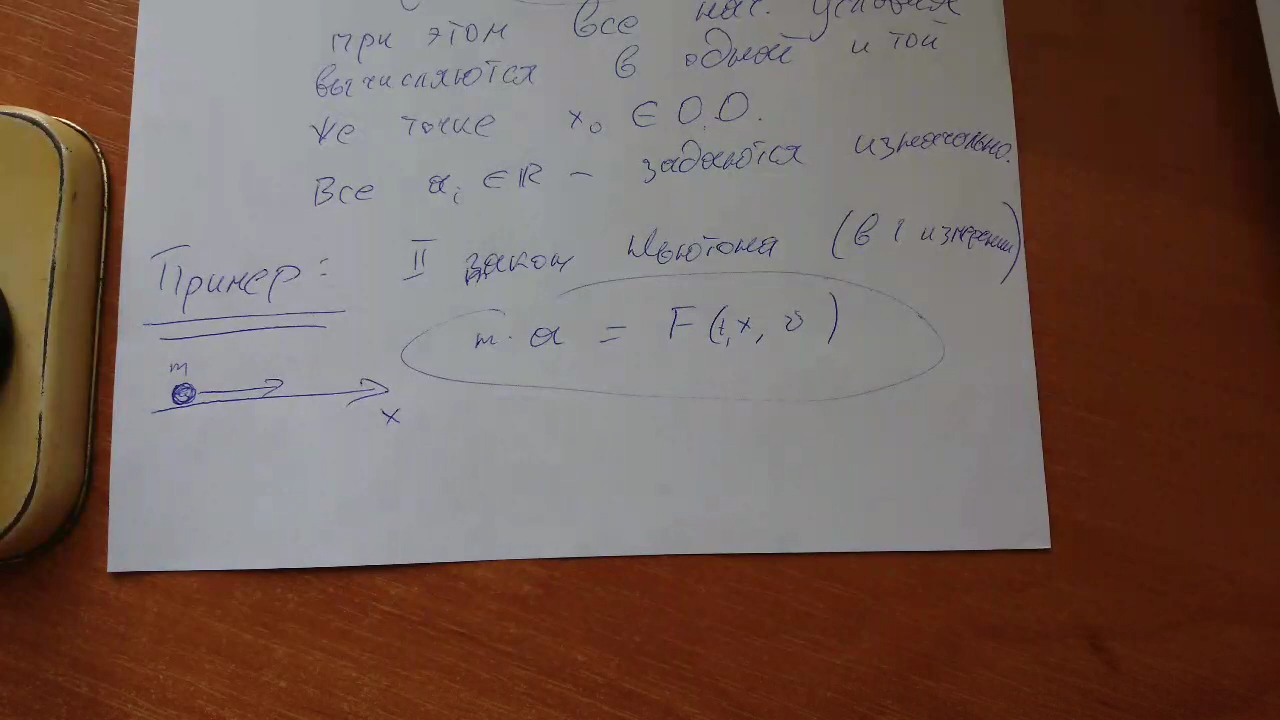 при этом все нач. условия
вычисляются в одной и той
же точке x₀ ∈ O.O.
Все αᵢ ∈ ℝ – задаются изначально.
Пример: II закон Ньютона (в 1 измерении)
m · a = F(t, x, v)
m
x